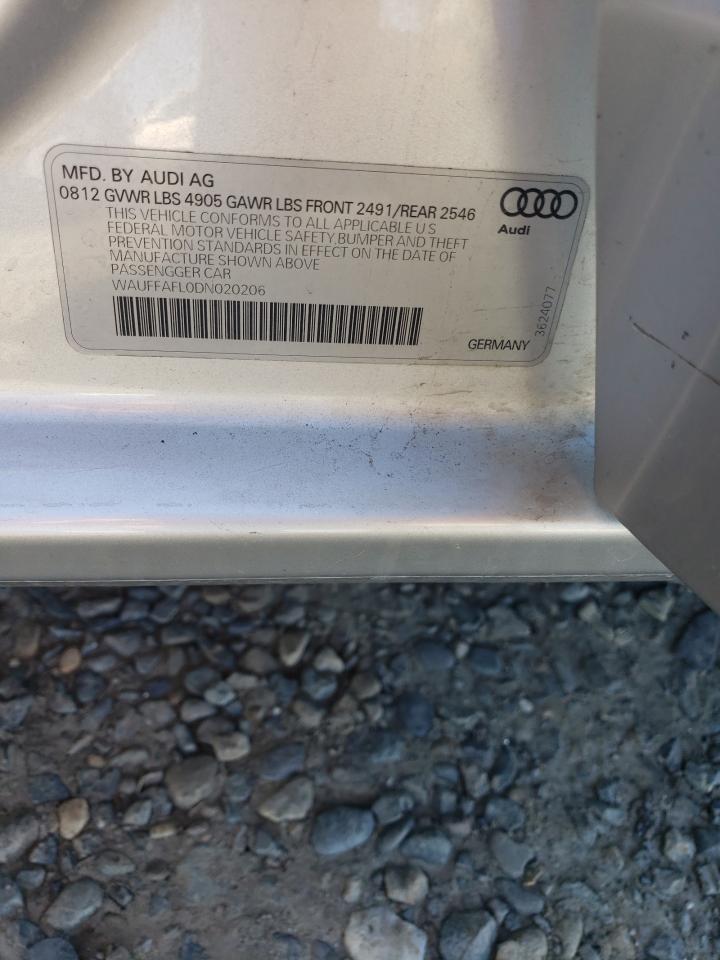 MFD. BY AUDI AG
0812 GVWR LBS 4905 GAWR LBS FRONT 2491/REAR 2546
THIS VEHICLE CONFORMS TO ALL APPLICABLE U S
FEDERAL MOTOR VEHICLE SAFETY, BUMPER AND THEFT
PREVENTION STANDARDS IN EFFECT ON THE DATE OF
MANUFACTURE SHOWN ABOVE
PASSENGGER CAR
WAUFFAFL0DN020206
Audi
3624077
GERMANY